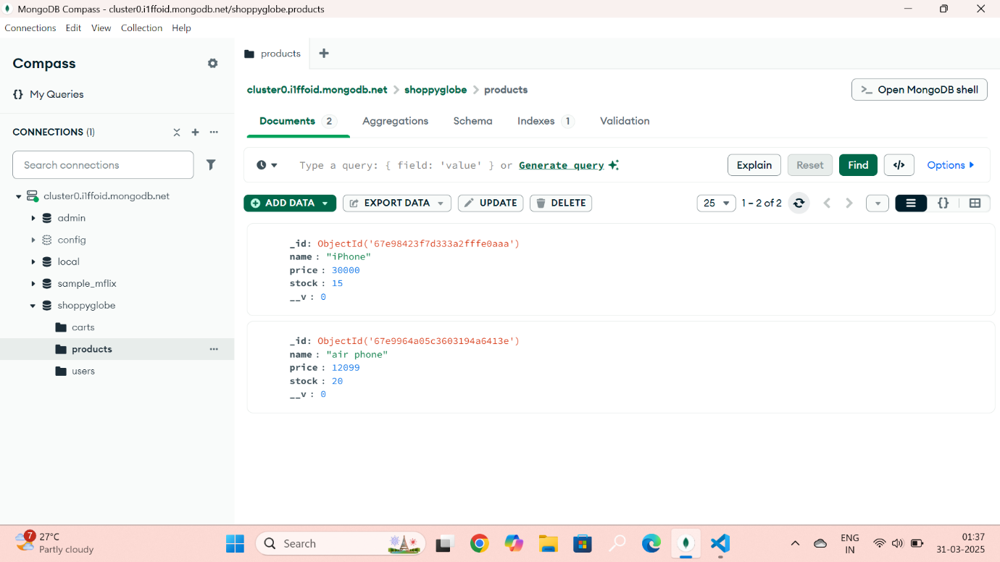 MongoDB Compass - cluster0.i1ffoid.mongodb.net/shoppyglobe.products
Connections Edit View Collection Help
Compass
{} My Queries
CONNECTIONS (1)
Search connections
cluster0.i1ffoid.mongodb.net
admin
config
local
sample_mflix
shoppyglobe
carts
products
users
products
cluster0.i1ffoid.mongodb.net > shoppyglobe > products
>_ Open MongoDB shell
Documents 2 Aggregations Schema Indexes 1 Validation
Type a query: { field: 'value' } or Generate query
Explain Reset Find </> Options
ADD DATA EXPORT DATA UPDATE DELETE
25 1 – 2 of 2 {}
_id: ObjectId('67e98423f7d333a2fffe0aaa')
name : "iPhone"
price : 30000
stock : 15
__v : 0
_id: ObjectId('67e9964a05c3603194a6413e')
name : "air phone"
price : 12099
stock : 20
__v : 0
7
27°C
Partly cloudy
Search
ENG
IN
01:37
31-03-2025